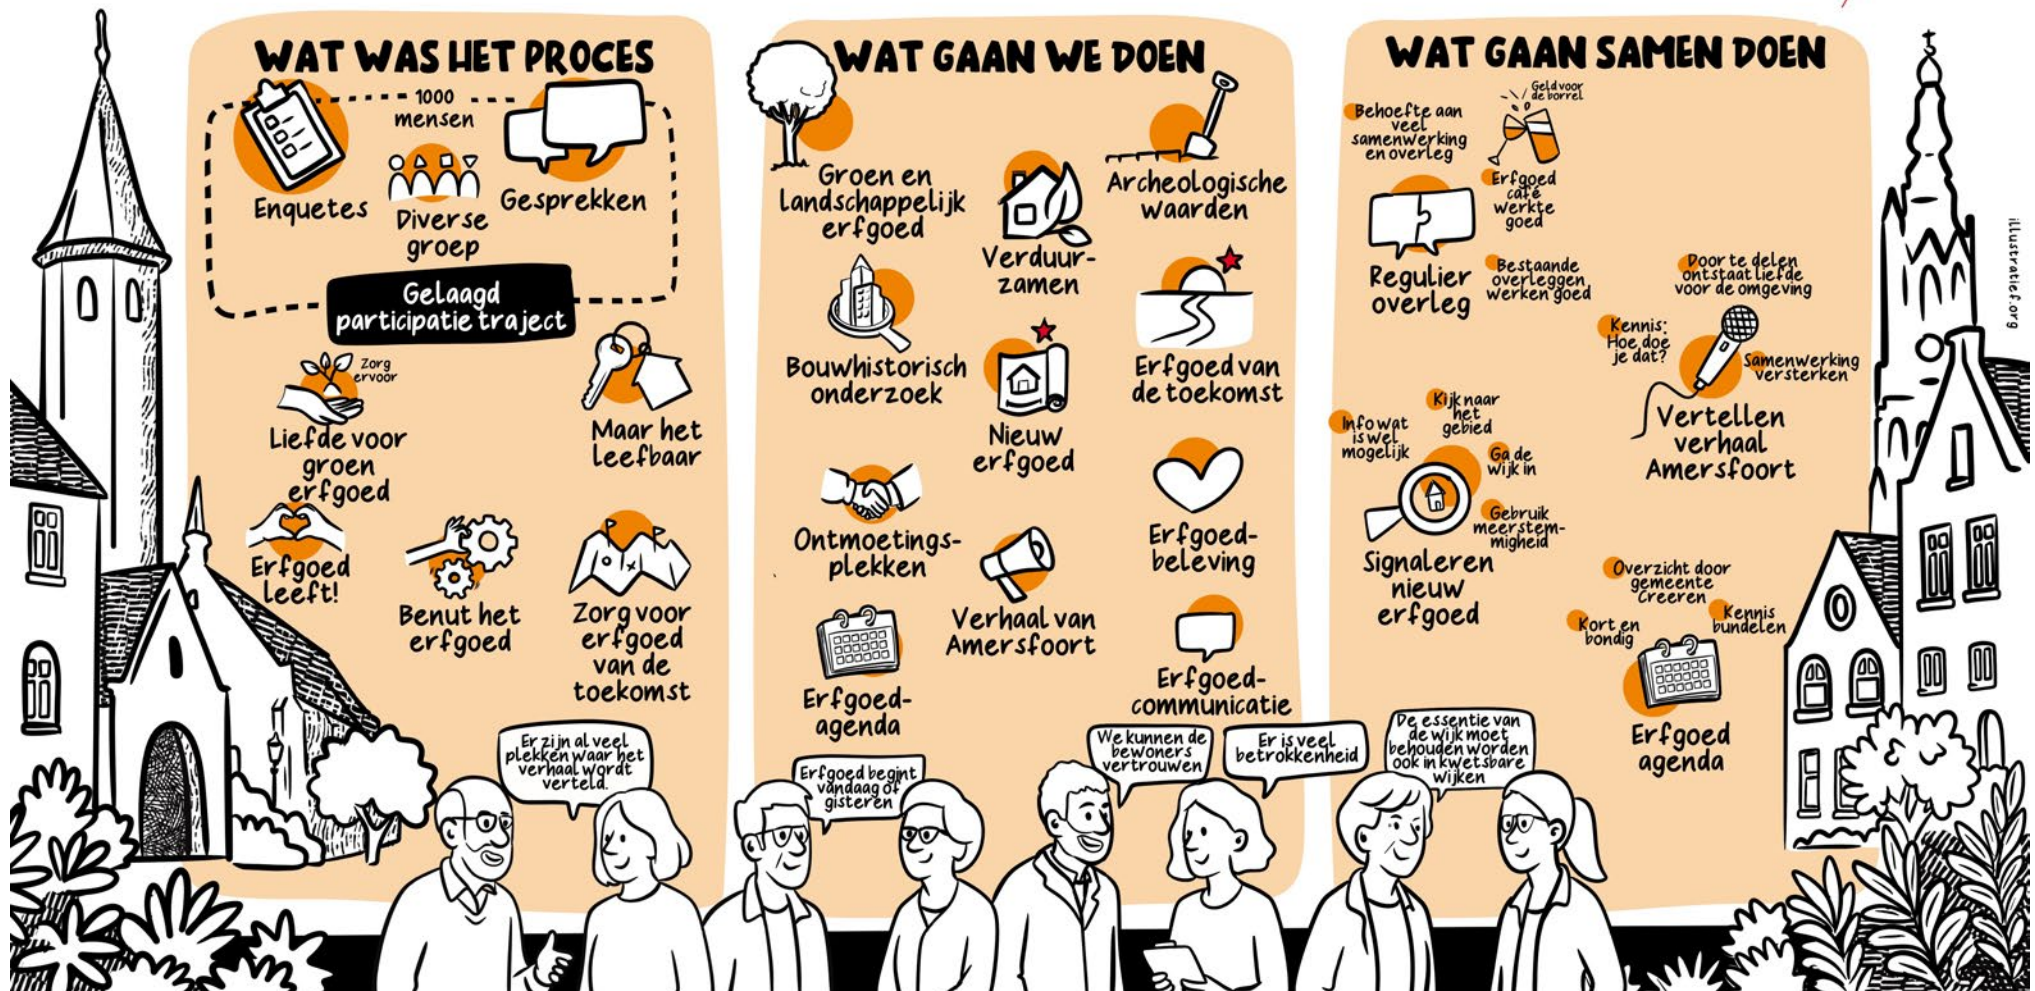 WAT WAS HET PROCES
1000
mensen
Enquetes
Diverse
groep
Gesprekken
Gelaagd
participatie traject
Zorg
ervoor
Liefde voor
groen
erfgoed
Maar het
leefbaar
Erfgoed
leeft!
Benut het
erfgoed
Zorg voor
erfgoed
van de
toekomst
Er zijn al veel
plekken waar het
verhaal wordt
verteld.
WAT GAAN WE DOEN
Groen en
landschappelijk
erfgoed
Verduur-
zamen
Archeologische
waarden
Bouwhistorisch
onderzoek
Nieuw
erfgoed
Erfgoed van
de toekomst
Ontmoetings-
plekken
Verhaal van
Amersfoort
Erfgoed-
beleving
Erfgoed-
agenda
Erfgoed-
communicatie
Erfgoed begint
vandaag of
gisteren
We kunnen de
bewoners
vertrouwen
Er is veel
betrokkenheid
WAT GAAN SAMEN DOEN
Behoefte aan
veel
samenwerking
en overleg
Geld voor
de borrel
Erfgoed
café
werkte
goed
Regulier
overleg
Bestaande
overleggen
werken goed
Door te delen
ontstaat liefde
voor de omgeving
Kennis:
Hoe doe
je dat?
Samenwerking
versterken
Vertellen
verhaal
Amersfoort
Info wat
is wel
mogelijk
Kijk naar
het
gebied
Ga de
wijk in
Gebruik
meerstem-
migheid
Signaleren
nieuw
erfgoed
Overzicht door
gemeente
creeren
Kort en
bondig
Kennis
bundelen
Erfgoed
agenda
De essentie van
de wijk moet
behouden worden
ook in kwetsbare
wijken
illustratief.org